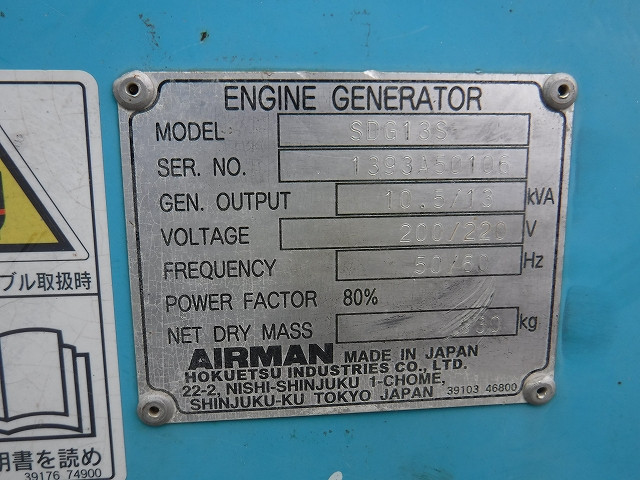 ENGINE GENERATOR
MODEL SDG13S
SER. NO.
GEN. OUTPUT 10.5/13 kVA
VOLTAGE 200/220 V
FREQUENCY 50/60 Hz
POWER FACTOR 80%
NET DRY MASS kg
AIRMAN MADE IN JAPAN
HOKUETSU INDUSTRIES CO., LTD.
22-2, NISHI-SHINJUKU 1-CHOME,
SHINJUKU-KU TOKYO JAPAN 39103 46800
ブル取扱時
明書を読め
39176 74900